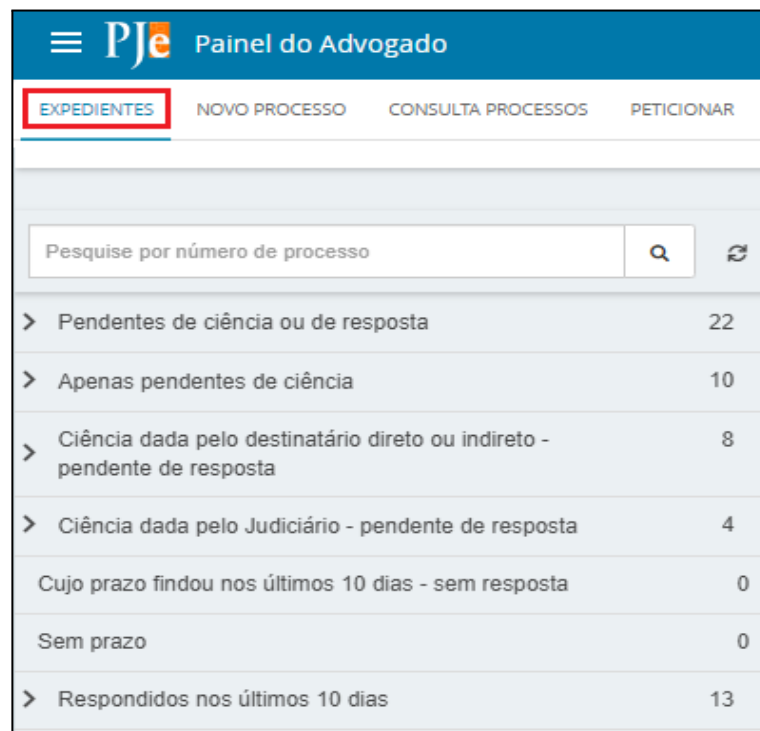 PJe Painel do Advogado
EXPEDIENTES NOVO PROCESSO CONSULTA PROCESSOS PETICIONAR
Pesquise por número de processo
Pendentes de ciência ou de resposta 22
Apenas pendentes de ciência 10
Ciência dada pelo destinatário direto ou indireto - 8
pendente de resposta
Ciência dada pelo Judiciário - pendente de resposta 4
Cujo prazo findou nos últimos 10 dias - sem resposta 0
Sem prazo 0
Respondidos nos últimos 10 dias 13